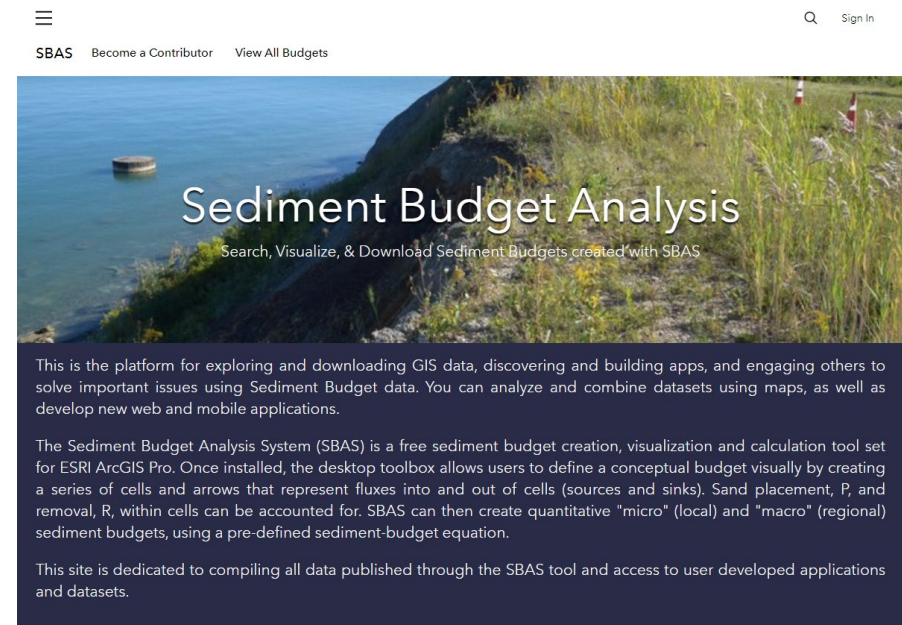 Sign In
SBAS Become a Contributor View All Budgets
Sediment Budget Analysis
Search, Visualize, & Download Sediment Budgets created with SBAS
This is the platform for exploring and downloading GIS data, discovering and building apps, and engaging others to
solve important issues using Sediment Budget data. You can analyze and combine datasets using maps, as well as
develop new web and mobile applications.
The Sediment Budget Analysis System (SBAS) is a free sediment budget creation, visualization and calculation tool set
for ESRI ArcGIS Pro. Once installed, the desktop toolbox allows users to define a conceptual budget visually by creating
a series of cells and arrows that represent fluxes into and out of cells (sources and sinks). Sand placement, P, and
removal, R, within cells can be accounted for. SBAS can then create quantitative "micro" (local) and "macro" (regional)
sediment budgets, using a pre-defined sediment-budget equation.
This site is dedicated to compiling all data published through the SBAS tool and access to user developed applications
and datasets.